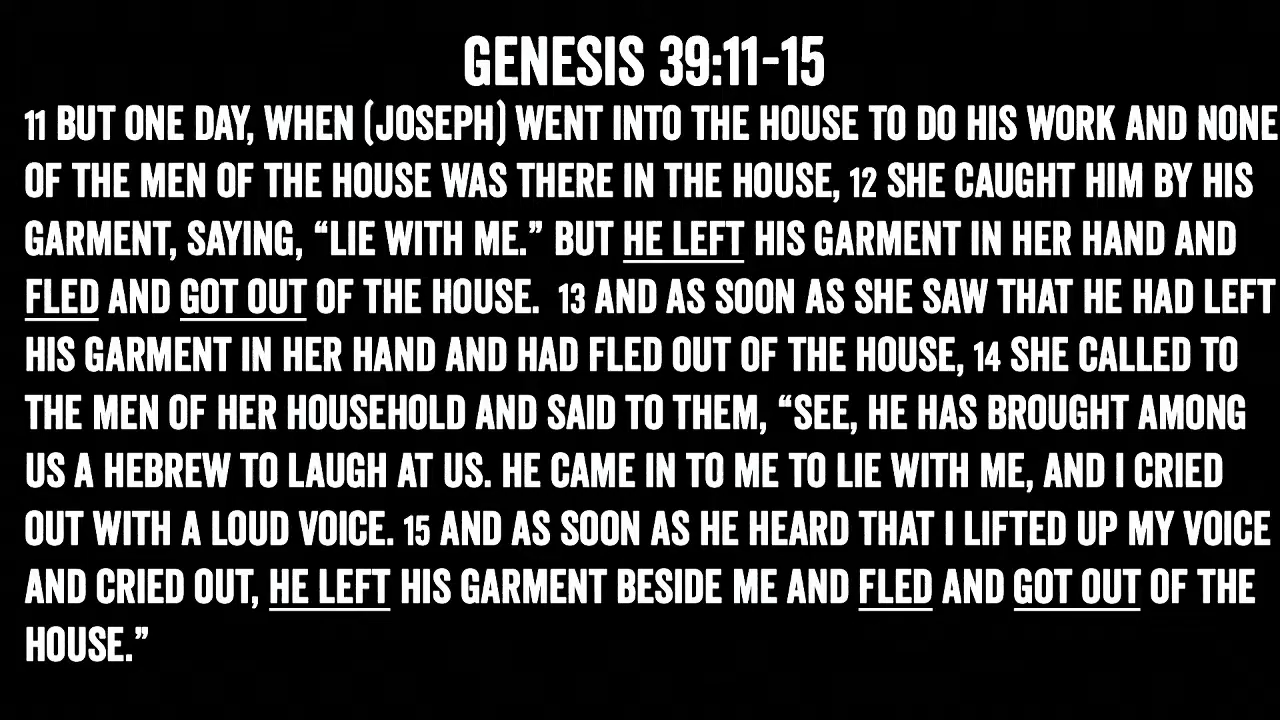 GENESIS 39:11-15
11 BUT ONE DAY, WHEN (JOSEPH) WENT INTO THE HOUSE TO DO HIS WORK AND NONE
OF THE MEN OF THE HOUSE WAS THERE IN THE HOUSE, 12 SHE CAUGHT HIM BY HIS
GARMENT, SAYING, “LIE WITH ME.” BUT HE LEFT HIS GARMENT IN HER HAND AND
FLED AND GOT OUT OF THE HOUSE. 13 AND AS SOON AS SHE SAW THAT HE HAD LEFT
HIS GARMENT IN HER HAND AND HAD FLED OUT OF THE HOUSE, 14 SHE CALLED TO
THE MEN OF HER HOUSEHOLD AND SAID TO THEM, “SEE, HE HAS BROUGHT AMONG
US A HEBREW TO LAUGH AT US. HE CAME IN TO ME TO LIE WITH ME, AND I CRIED
OUT WITH A LOUD VOICE. 15 AND AS SOON AS HE HEARD THAT I LIFTED UP MY VOICE
AND CRIED OUT, HE LEFT HIS GARMENT BESIDE ME AND FLED AND GOT OUT OF THE
HOUSE.”